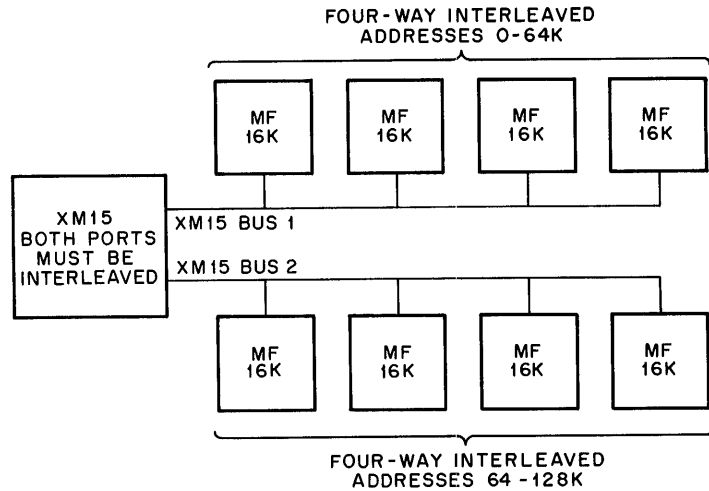 FOUR-WAY INTERLEAVED
ADDRESSES 0-64K
MF
16K
MF
16K
MF
16K
MF
16K
XM15
BOTH PORTS
MUST BE
INTERLEAVED
XM15 BUS 1
XM15 BUS 2
MF
16K
MF
16K
MF
16K
MF
16K
FOUR-WAY INTERLEAVED
ADDRESSES 64-128K